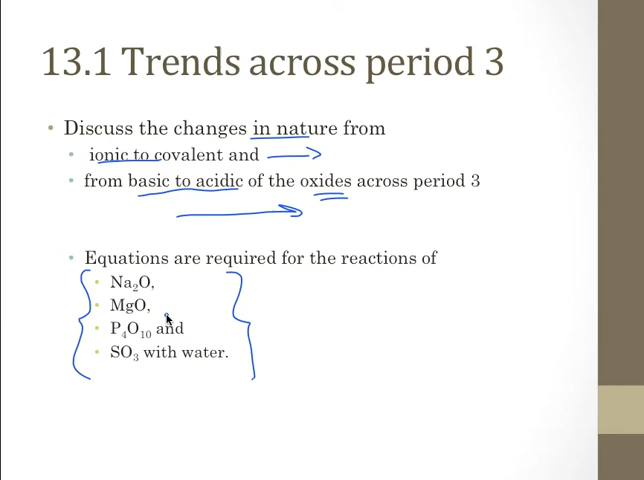 13.1 Trends across period 3
• Discuss the changes in nature from
• ionic to covalent and
• from basic to acidic of the oxides across period 3
• Equations are required for the reactions of
• Na₂O,
• MgO,
• P₄O₁₀ and
• SO₃ with water.